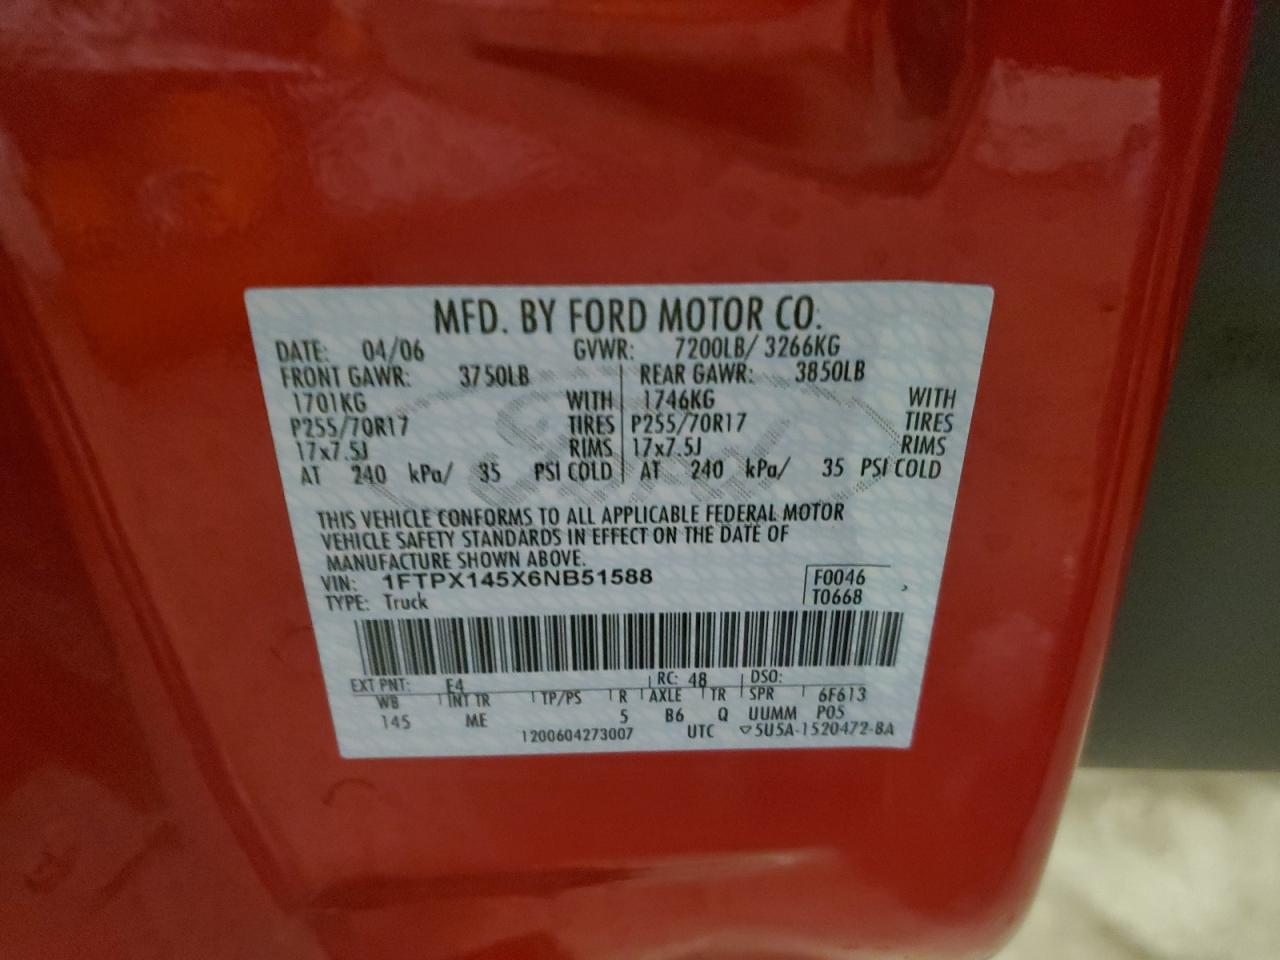 MFD. BY FORD MOTOR CO.
DATE: 04/06 GVWR: 7200LB/ 3266KG
FRONT GAWR: 3750LB REAR GAWR: 3850LB
1701KG WITH 1746KG WITH
P255/70R17 TIRES P255/70R17 TIRES
17x7.5J RIMS 17x7.5J RIMS
AT 240 kPa/ 35 PSI COLD AT 240 kPa/ 35 PSI COLD
THIS VEHICLE CONFORMS TO ALL APPLICABLE FEDERAL MOTOR
VEHICLE SAFETY STANDARDS IN EFFECT ON THE DATE OF
MANUFACTURE SHOWN ABOVE.
VIN: 1FTPX145X6NB51588 F0046
TYPE: Truck T0668
EXT PNT: E4 RC: 48 DSO:
WB INT TR TP/PS R AXLE TR SPR 6F613
145 ME 5 B6 Q UUMM P05
1200604273007 UTC ▽5U5A-1520472-BA